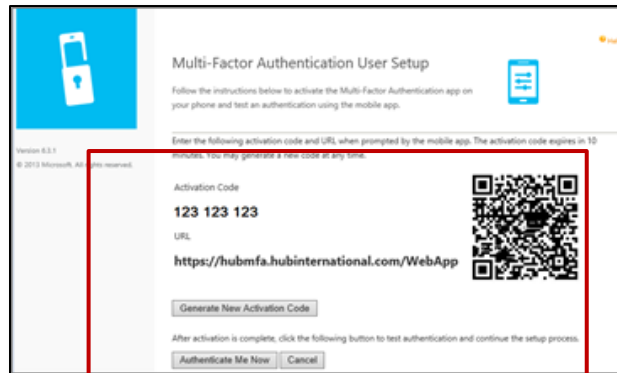 Multi-Factor Authentication User Setup
Follow the instructions below to activate the Multi-Factor Authentication app on
your phone and test an authentication using the mobile app.
Version 6.3.1
© 2013 Microsoft. All rights reserved.
Enter the following activation code and URL when prompted by the mobile app. The activation code expires in 10
minutes. You may generate a new code at any time.
Activation Code
123 123 123
URL
https://hubmfa.hubinternational.com/WebApp
Generate New Activation Code
After activation is complete, click the following button to test authentication and continue the setup process.
Authenticate Me Now
Cancel